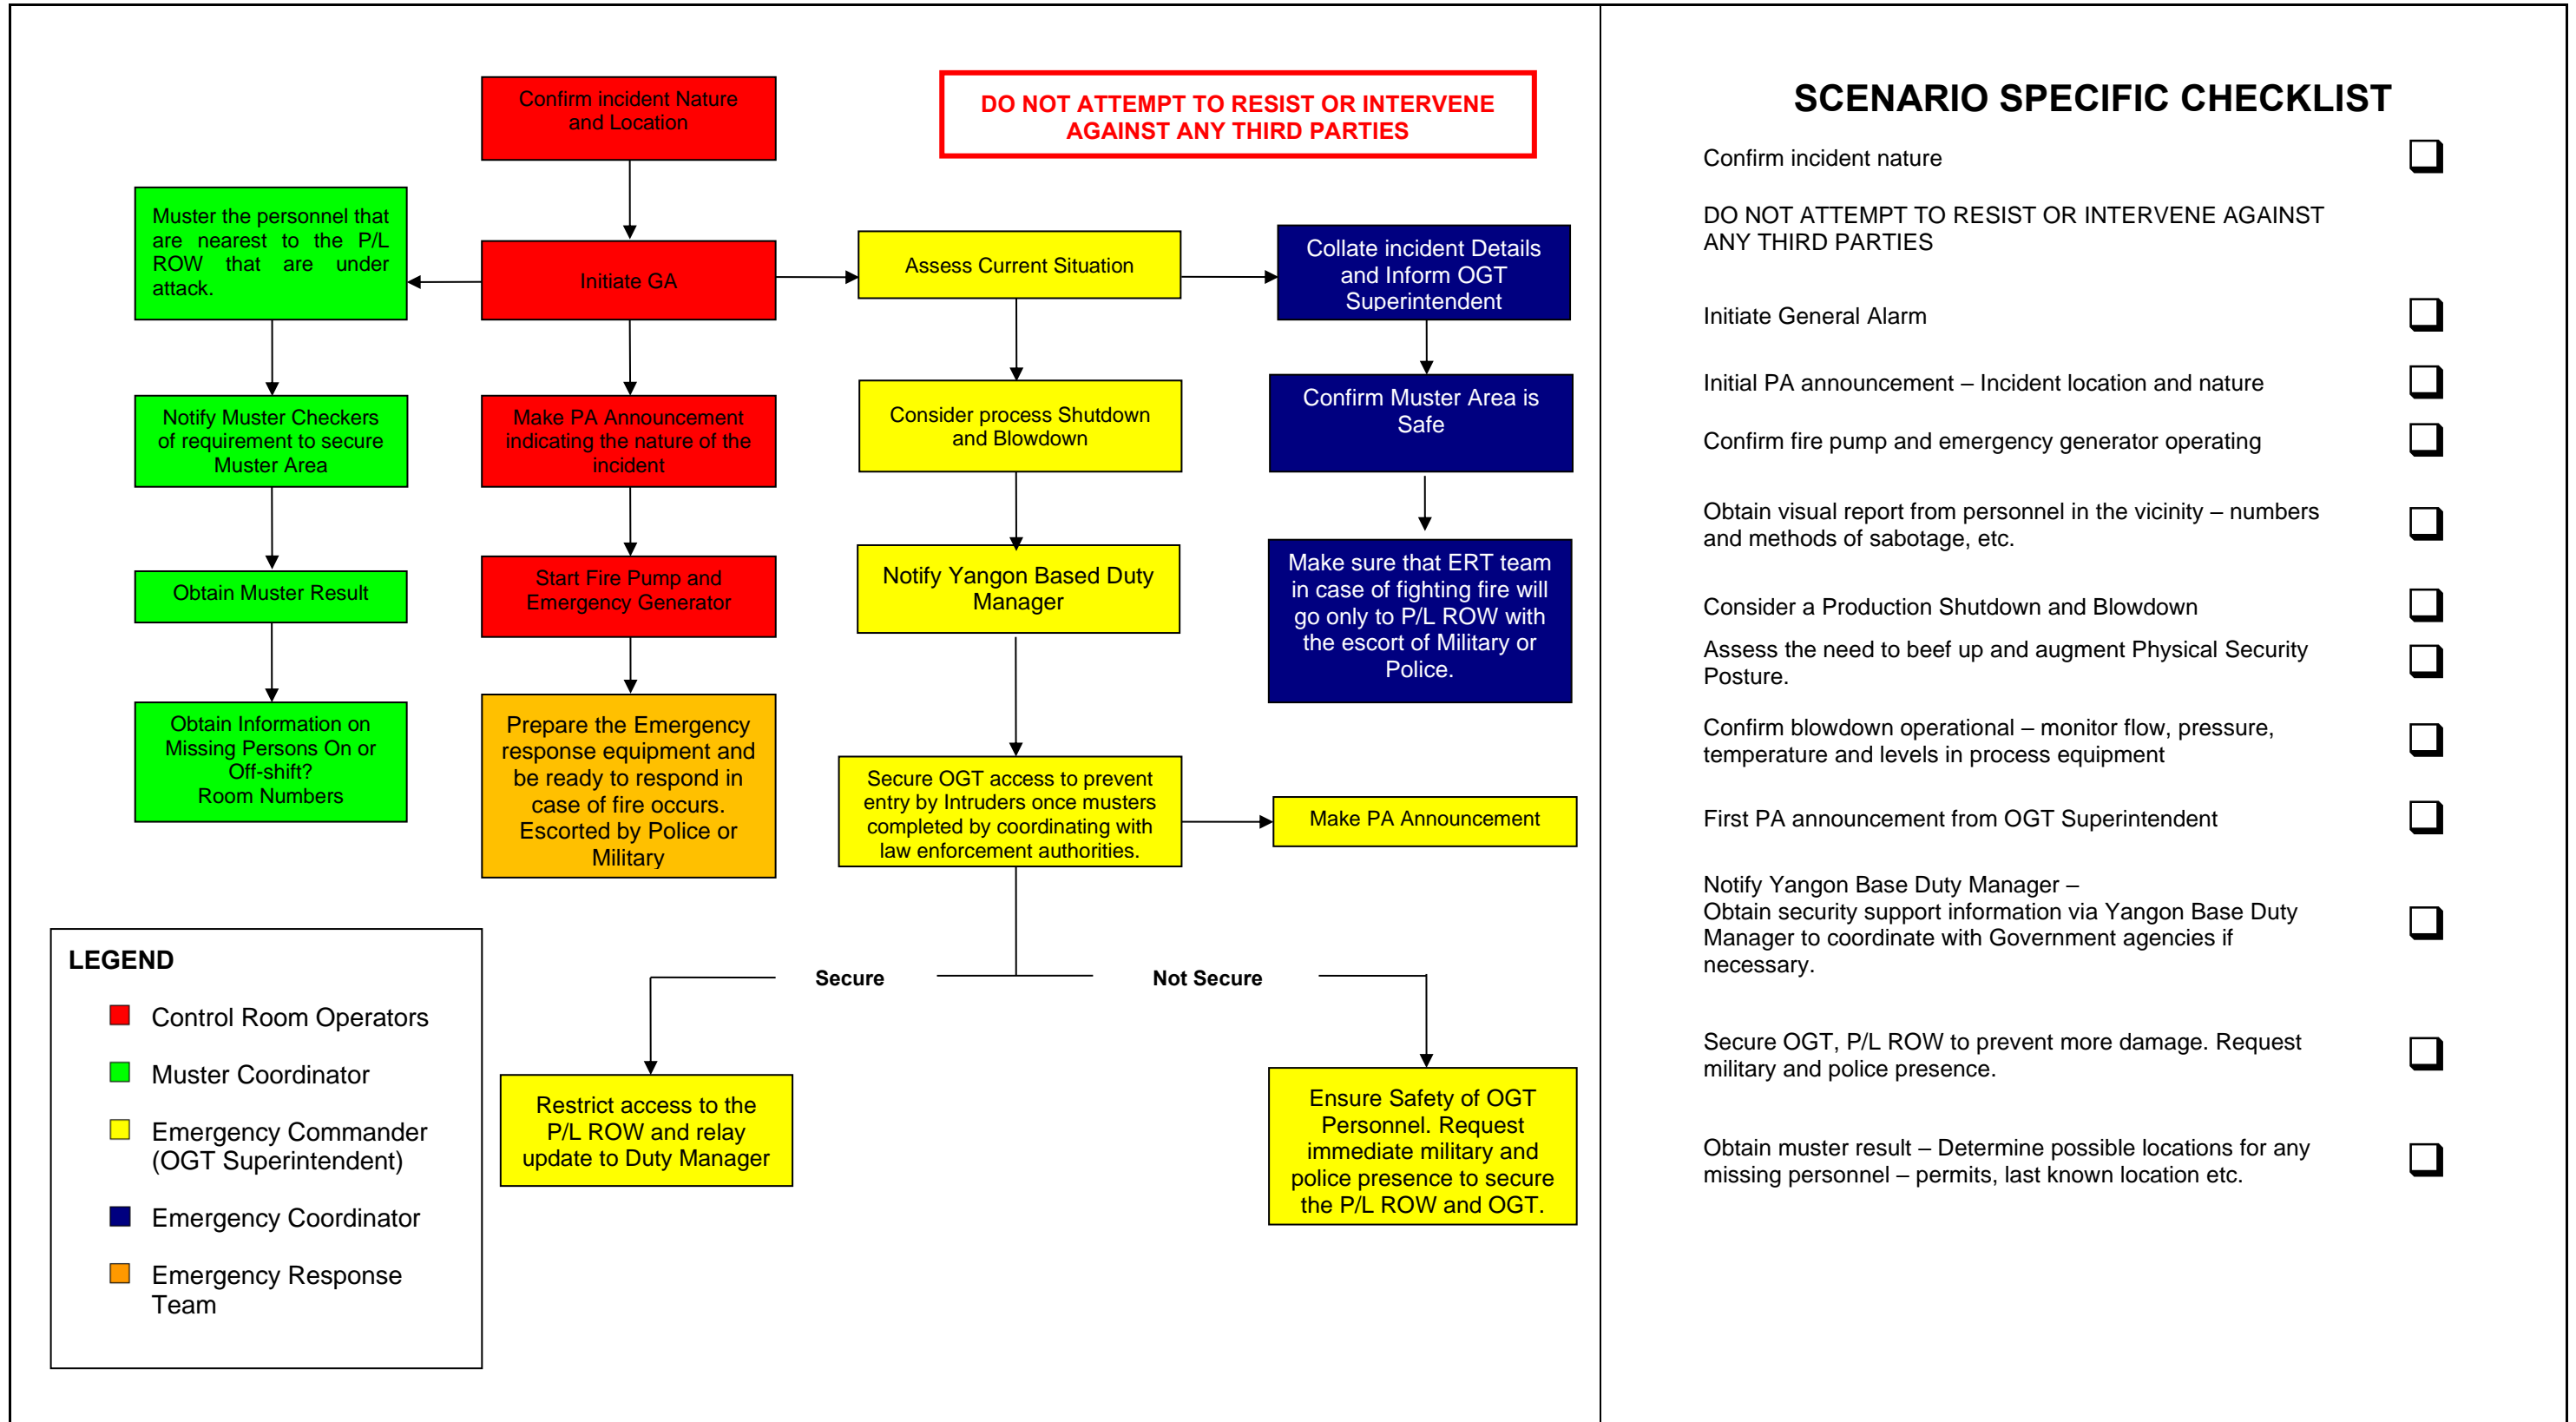 Confirm incident Nature
and Location
DO NOT ATTEMPT TO RESIST OR INTERVENE
AGAINST ANY THIRD PARTIES
Muster the personnel that
are nearest to the P/L
ROW that are under
attack.
Initiate GA
Assess Current Situation
Collate incident Details
and Inform OGT
Superintendent
Notify Muster Checkers
of requirement to secure
Muster Area
Make PA Announcement
indicating the nature of the
incident
Consider process Shutdown
and Blowdown
Confirm Muster Area is
Safe
Obtain Muster Result
Start Fire Pump and
Emergency Generator
Notify Yangon Based Duty
Manager
Make sure that ERT team
in case of fighting fire will
go only to P/L ROW with
the escort of Military or
Police.
Obtain Information on
Missing Persons On or
Off-shift?
Room Numbers
Prepare the Emergency
response equipment and
be ready to respond in
case of fire occurs.
Escorted by Police or
Military
Secure OGT access to prevent
entry by Intruders once musters
completed by coordinating with
law enforcement authorities.
Make PA Announcement
Secure
Not Secure
Restrict access to the
P/L ROW and relay
update to Duty Manager
Ensure Safety of OGT
Personnel. Request
immediate military and
police presence to secure
the P/L ROW and OGT.
LEGEND
Control Room Operators
Muster Coordinator
Emergency Commander
(OGT Superintendent)
Emergency Coordinator
Emergency Response
Team
SCENARIO SPECIFIC CHECKLIST
Confirm incident nature
DO NOT ATTEMPT TO RESIST OR INTERVENE AGAINST
ANY THIRD PARTIES
Initiate General Alarm
Initial PA announcement – Incident location and nature
Confirm fire pump and emergency generator operating
Obtain visual report from personnel in the vicinity – numbers
and methods of sabotage, etc.
Consider a Production Shutdown and Blowdown
Assess the need to beef up and augment Physical Security
Posture.
Confirm blowdown operational – monitor flow, pressure,
temperature and levels in process equipment
First PA announcement from OGT Superintendent
Notify Yangon Base Duty Manager –
Obtain security support information via Yangon Base Duty
Manager to coordinate with Government agencies if
necessary.
Secure OGT, P/L ROW to prevent more damage. Request
military and police presence.
Obtain muster result – Determine possible locations for any
missing personnel – permits, last known location etc.